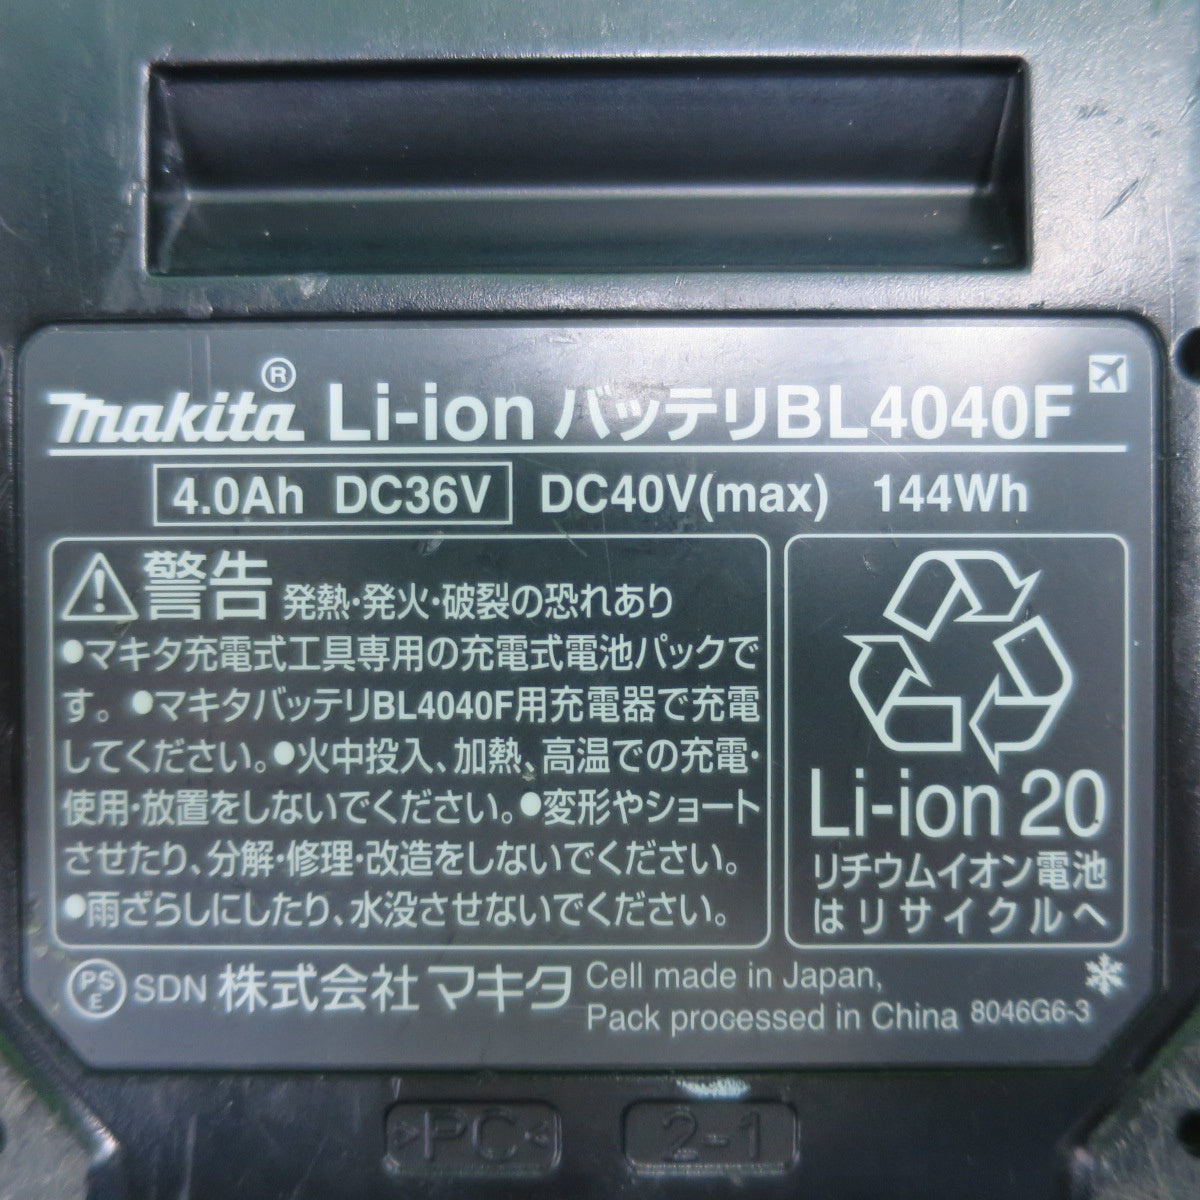 makita® Li-ion バッテリBL4040F
4.0Ah DC36V DC40V(max) 144Wh
警告 発熱・発火・破裂の恐れあり
●マキタ充電式工具専用の充電式電池パックで
す。●マキタバッテリBL4040F用充電器で充電
してください。●火中投入、加熱、高温での充電・
使用・放置をしないでください。●変形やショート
させたり、分解・修理・改造をしないでください。
●雨ざらしにしたり、水没させないでください。
Li-ion 20
リチウムイオン電池
はリサイクルへ
PSE SDN 株式会社 マキタ
Cell made in Japan,
Pack processed in China 8046G6-3
>PC< 2-1